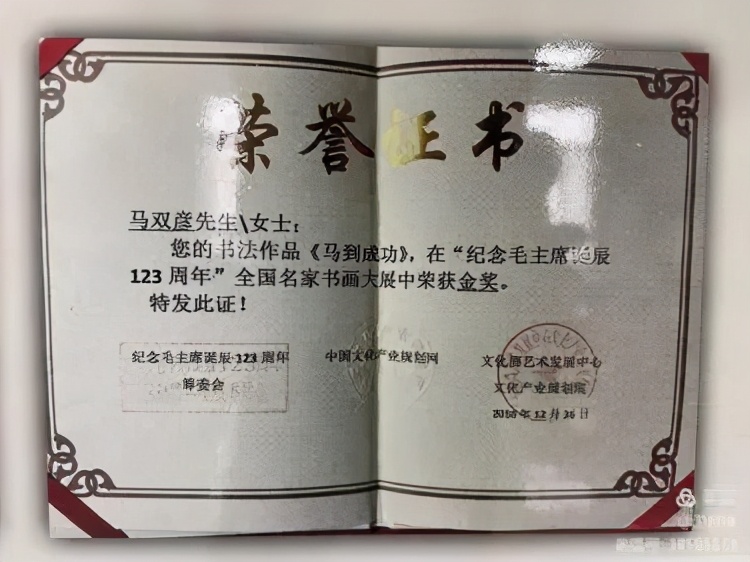 荣誉证书
马双彦先生\女士：
您的书法作品《马到成功》，在“纪念毛主席诞辰
123周年”全国名家书画大展中荣获金奖。
特发此证！
纪念毛主席诞辰123周年
筹委会
中国文化产业规划网
文化部艺术发展中心
文化产业规划院